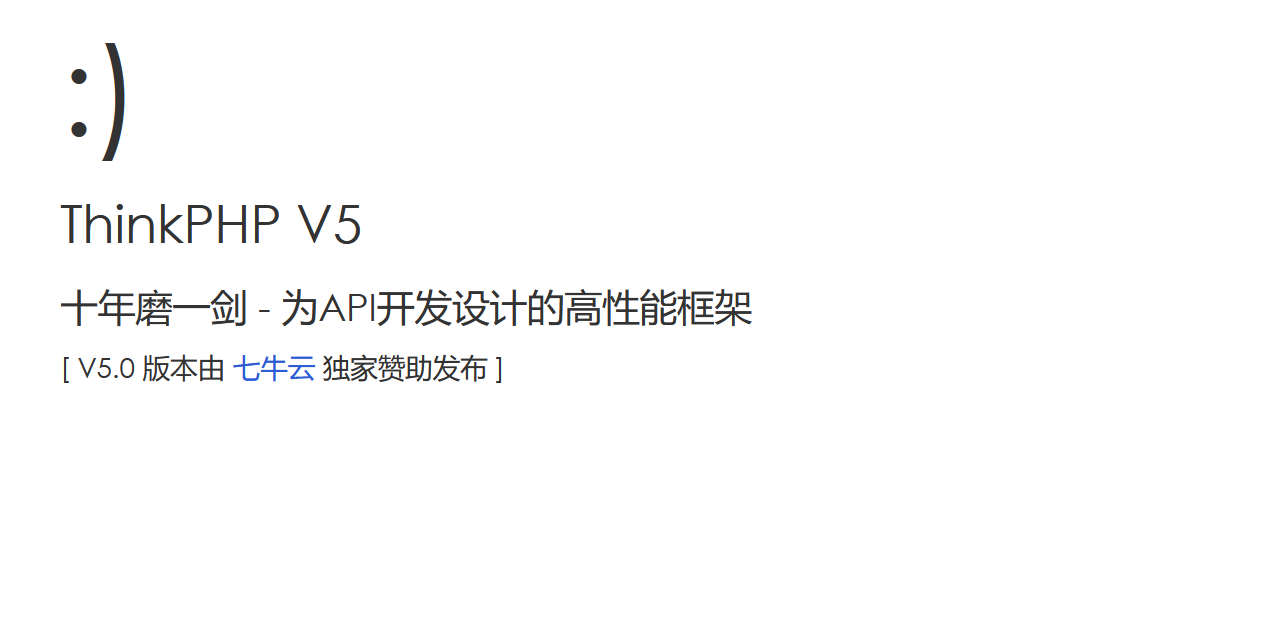 :)
ThinkPHP V5
十年磨一剑 - 为API开发设计的高性能框架
[ V5.0 版本由 七牛云 独家赞助发布 ]